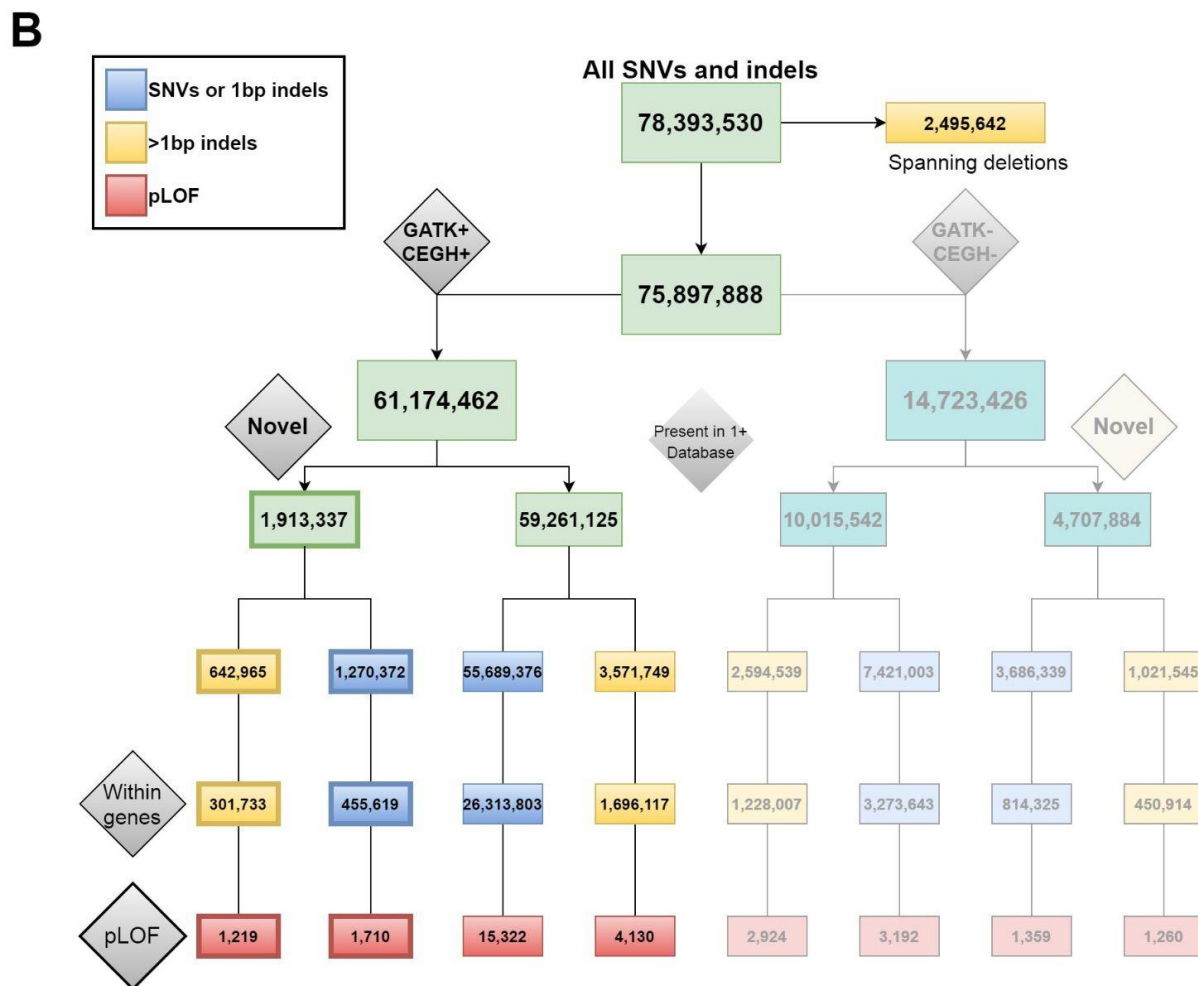 B
SNVs or 1bp indels
>1bp indels
pLOF
All SNVs and indels
78,393,530
2,495,642
Spanning deletions
GATK+
CEGH+
GATK-
CEGH-
75,897,888
61,174,462
14,723,426
Novel
Present in 1+
Database
Novel
1,913,337
59,261,125
10,015,542
4,707,884
642,965
1,270,372
55,689,376
3,571,749
2,594,539
7,421,003
3,686,339
1,021,545
Within
genes
301,733
455,619
26,313,803
1,696,117
1,228,007
3,273,643
814,325
450,914
pLOF
1,219
1,710
15,322
4,130
2,924
3,192
1,359
1,260